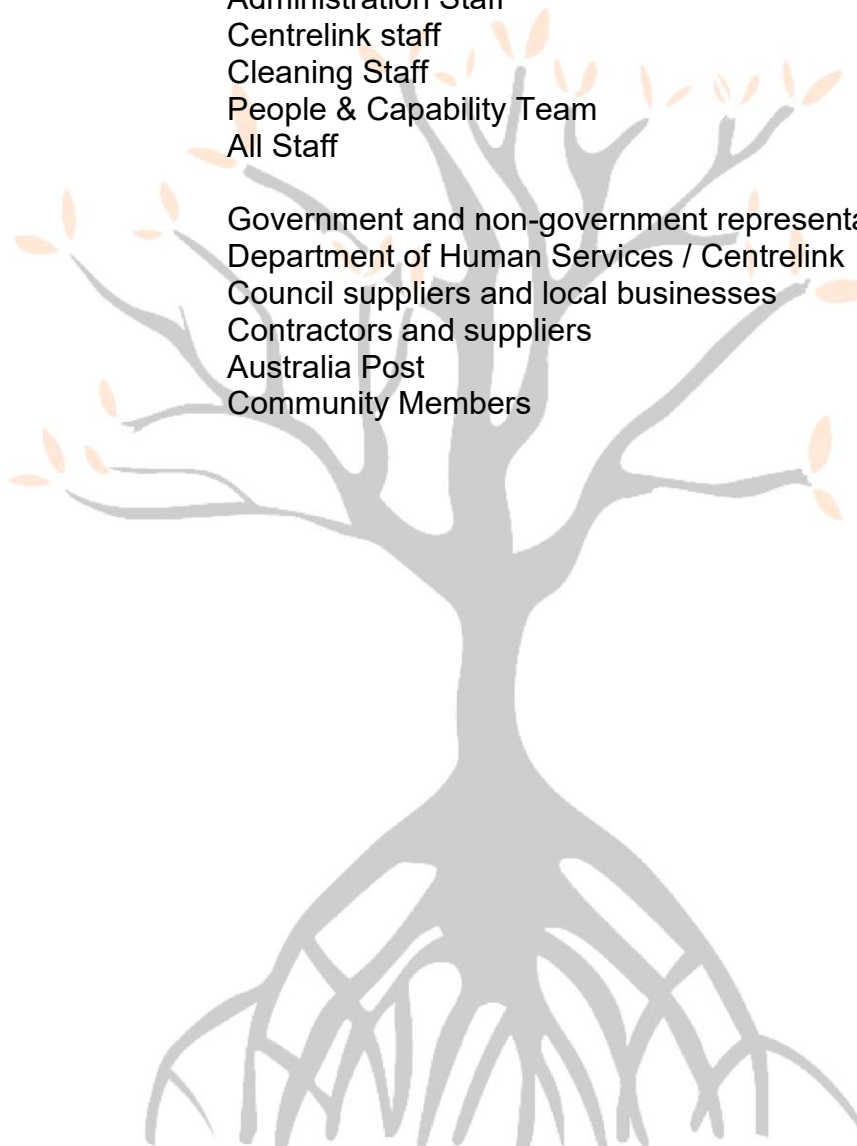 Administration Staff
Centrelink staff
Cleaning Staff
People & Capability Team
All Staff
Government and non-government
Department of Human Services / Centrelink
Council suppliers and local businesses
Contractors and suppliers
Australia Post
Community Members